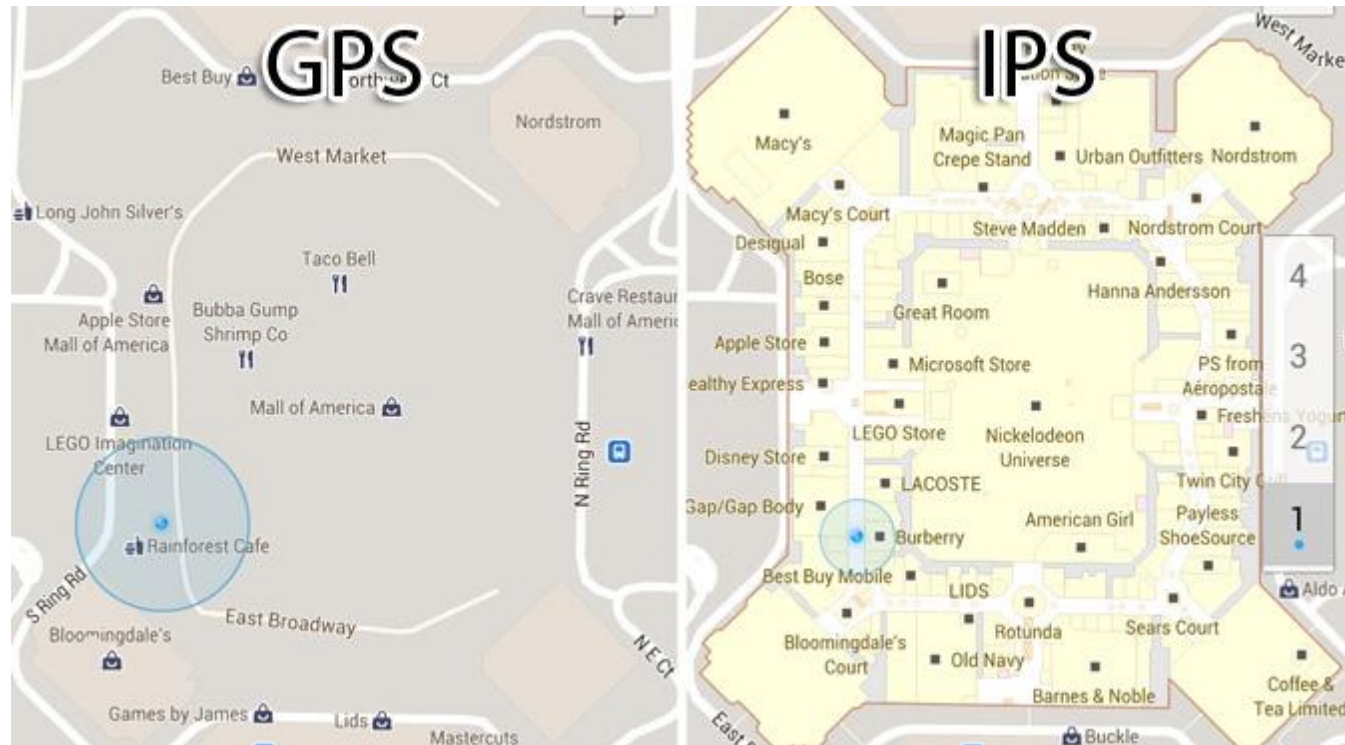 GPS
P
Best Buy
Ct
Nordstrom
West Market
Long John Silver's
Taco Bell
Apple Store
Mall of America
Bubba Gump
Shrimp Co
Crave
Mall of
Mall of America
LEGO Imagination
Center
N Ring Rd
Rainforest Cafe
S Ring Rd
East Broadway
Bloomingdale's
N E Ct
Games by James
Lids
Mastercuts
IPS
West
Macy's
Magic Pan
Crepe Stand
Urban Outfitters
Nordstrom
Macy's Court
Steve Madden
Nordstrom Court
Desigual
Bose
Hanna Andersson
4
Great Room
Apple Store
Microsoft Store
PS from
Aéropostale
3
ealthy Express
LEGO Store
Nickelodeon
Universe
Freshens
2
Disney Store
LACOSTE
Twin City
Gap/Gap Body
American Girl
Payless
ShoeSource
1
Burberry
Best Buy Mobile
LIDS
Aldo
Bloomingdale's
Court
Rotunda
Sears Court
Old Navy
Barnes & Noble
Coffee &
Tea Limited
East
Buckle